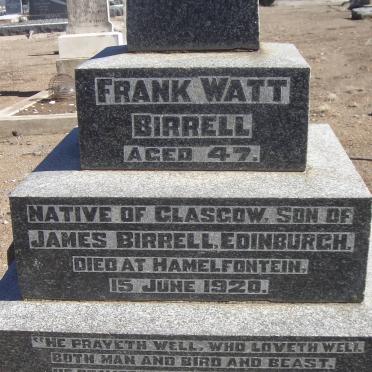 FRANK WATT
BIRRELL
AGED 47.
NATIVE OF GLASGOW. SON OF
JAMES BIRRELL, EDINBURGH.
DIED AT HAMELFONTEIN.
15 JUNE 1920.
"HE PRAYETH WELL, WHO LOVETH WELL
BOTH MAN AND BIRD AND BEAST.